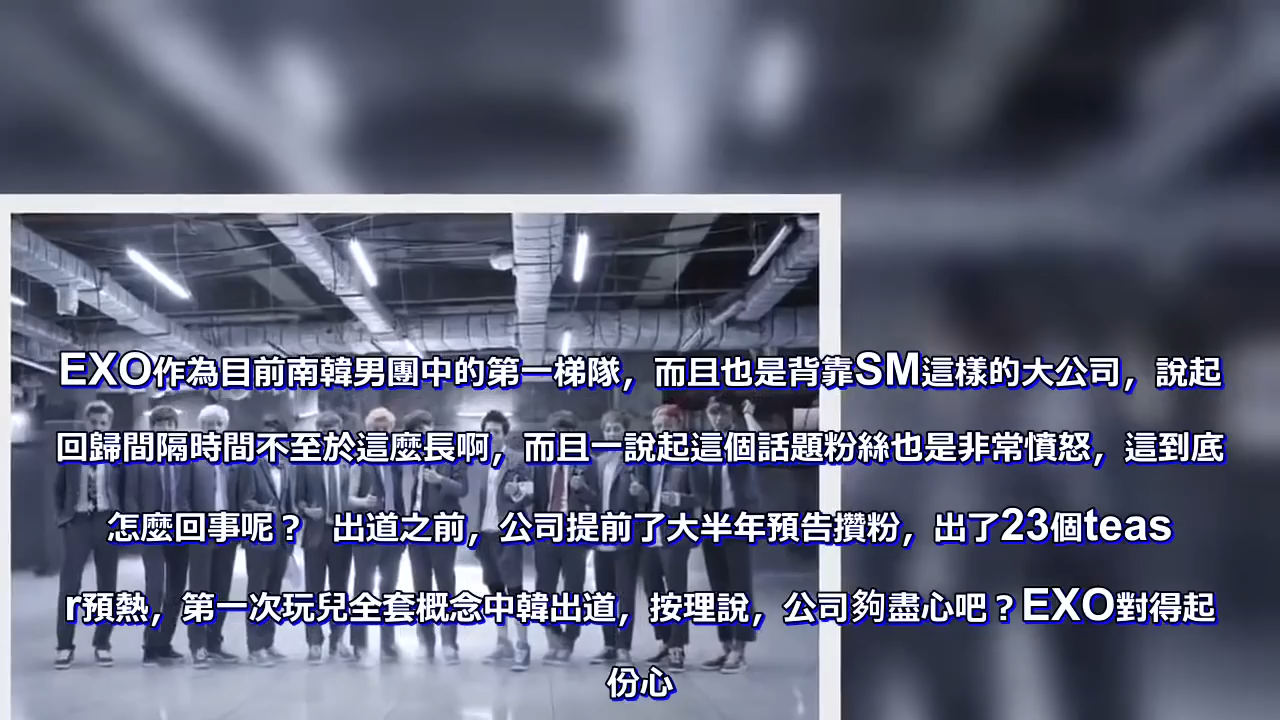 EXO作為目前南韓男團中的第一梯隊，而且也是背靠SM這樣的大公司，說起
回歸間隔時間不至於這麼長啊，而且一說起這個話題粉絲也是非常憤怒，這到底
怎麼回事呢？ 出道之前，公司提前了大半年預告攢粉，出了23個teas
r預熱，第一次玩兒全套概念中韓出道，按理說，公司夠盡心吧？EXO對得起
份心